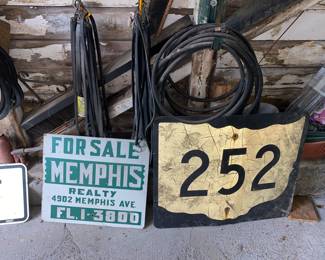 FOR SALE
MEMPHIS
REALTY
4902 MEMPHIS AVE
FL.1-3800
252